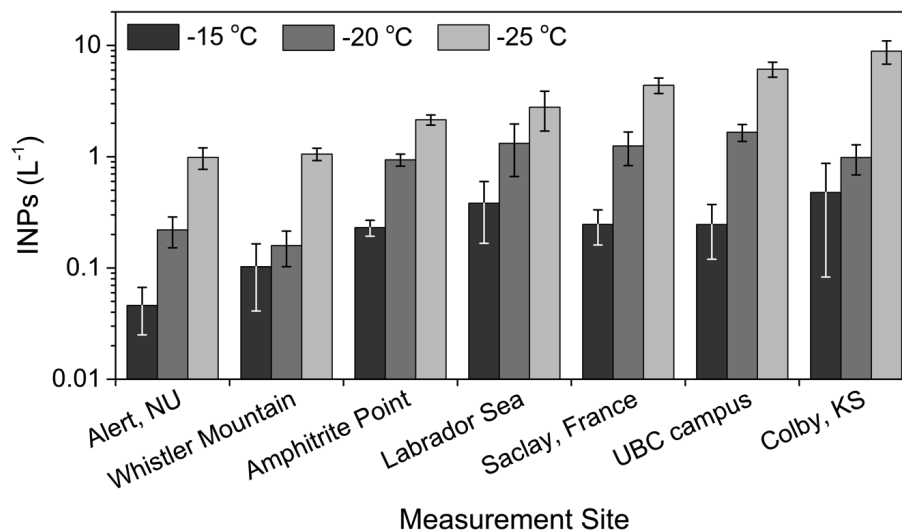 -15 °C
-20 °C
-25 °C
INPs (L⁻¹)
10
1
0.1
0.01
Alert, NU
Whistler Mountain
Amphitrite Point
Labrador Sea
Saclay, France
UBC campus
Colby, KS
Measurement Site